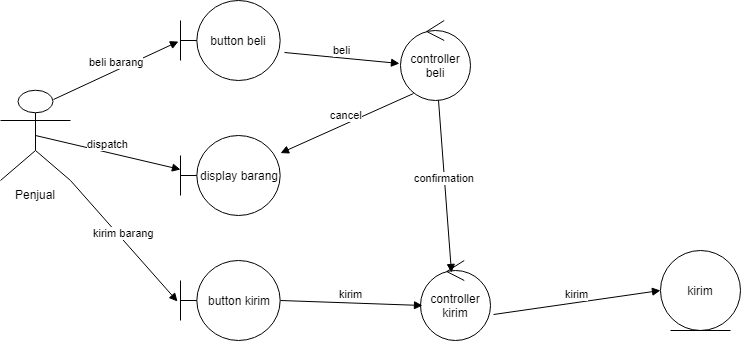 button beli
beli
controller
beli
beli barang
cancel
dispatch
display barang
confirmation
Penjual
kirim barang
button kirim
kirim
controller
kirim
kirim
kirim